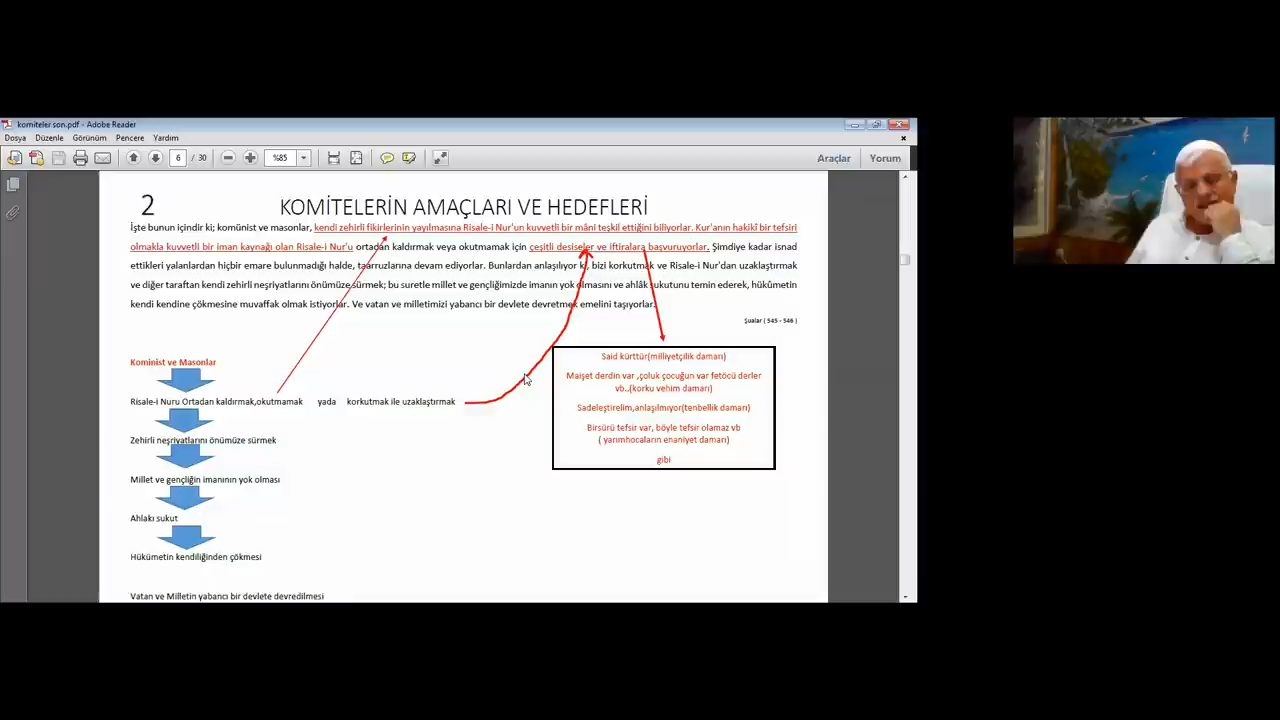 komiteler son.pdf - Adobe Reader
Dosya Düzenle Görünüm Pencere Yardım
6 / 30 %85 Araçlar Yorum
2 KOMİTELERİN AMAÇLARI VE HEDEFLERİ
İşte bunun içindir ki; komünist ve masonlar, kendi zehirli fikirlerinin yayılmasına Risale-i Nur'un kuvvetli bir mâni teşkil ettiğini biliyorlar. Kur'anın hakikî bir tefsiri
olmakla kuvvetli bir iman kaynağı olan Risale-i Nur'u ortadan kaldırmak veya okutmamak için çeşitli desiseler ve iftiralara başvuruyorlar. Şimdiye kadar isnad
ettikleri yalanlardan hiçbir emare bulunmadığı halde, taarruzlarına devam ediyorlar. Bunlardan anlaşılıyor ki, bizi korkutmak ve Risale-i Nur'dan uzaklaştırmak
ve diğer taraftan kendi zehirli neşriyatlarını önümüze sürmek; bu suretle millet ve gençliğimizde imanın yok olmasını ve ahlâk sukutunu temin ederek, hükûmetin
kendi kendine çökmesine muvaffak olmak istiyorlar. Ve vatan ve milletimizi yabancı bir devlete devretmek emelini taşıyorlar.
Şualar ( 545 - 546 )
Kominist ve Masonlar
Risale-i Nuru Ortadan kaldırmak,okutmamak yada korkutmak ile uzaklaştırmak
Zehirli neşriyatlarını önümüze sürmek
Millet ve gençliğin imanının yok olması
Ahlakı sukut
Hükümetin kendiliğinden çökmesi
Vatan ve Milletin yabancı bir devlete devredilmesi
Said kürttür(milliyetçilik damarı)
Maişet derdin var ,çoluk çocuğun var fetöcü derler
vb..(korku vehim damarı)
Sadeleştirelim,anlaşılmıyor(tenbellik damarı)
Birsürü tefsir var, böyle tefsir olamaz vb
( yarımhocaların enaniyet damarı)
gibi